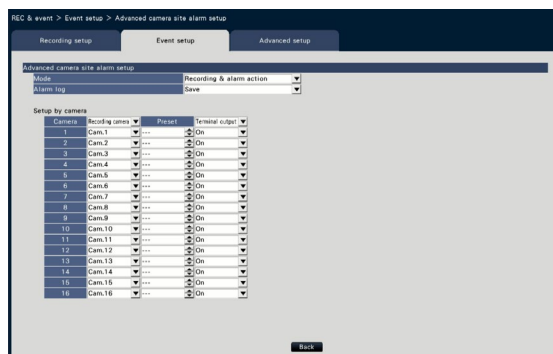 REC & event > Event setup > Advanced camera site alarm setup
Recording setup Event setup Advanced setup
Advanced camera site alarm setup
Mode Recording & alarm action
Alarm log Save
Setup by camera
Camera Recording camera Preset Terminal output
1 Cam.1 --- On
2 Cam.2 --- On
3 Cam.3 --- On
4 Cam.4 --- On
5 Cam.5 --- On
6 Cam.6 --- On
7 Cam.7 --- On
8 Cam.8 --- On
9 Cam.9 --- On
10 Cam.10 --- On
11 Cam.11 --- On
12 Cam.12 --- On
13 Cam.13 --- On
14 Cam.14 --- On
15 Cam.15 --- On
16 Cam.16 --- On
Back